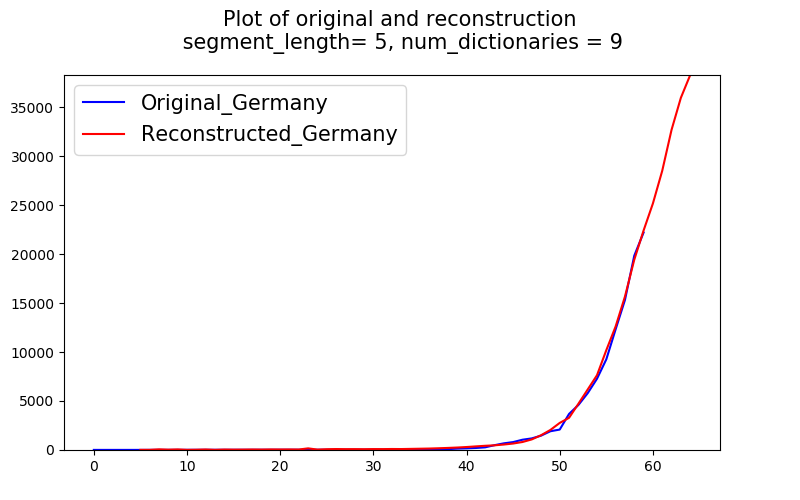 Plot of original and reconstruction
segment_length= 5, num_dictionaries = 9
Original_Germany
Reconstructed_Germany
35000
30000
25000
20000
15000
10000
5000
0
0 10 20 30 40 50 60